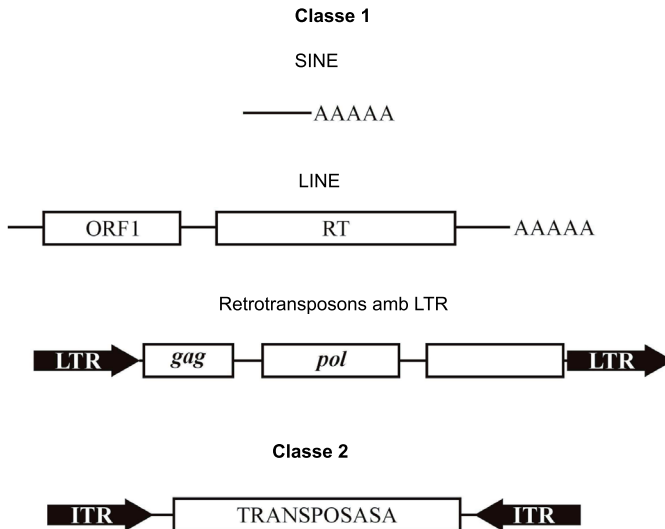 Classe 1
SINE
AAAAA
LINE
ORF1 RT AAAAA
Retrotransposons amb LTR
LTR gag pol LTR
Classe 2
ITR TRANSPOSASA ITR